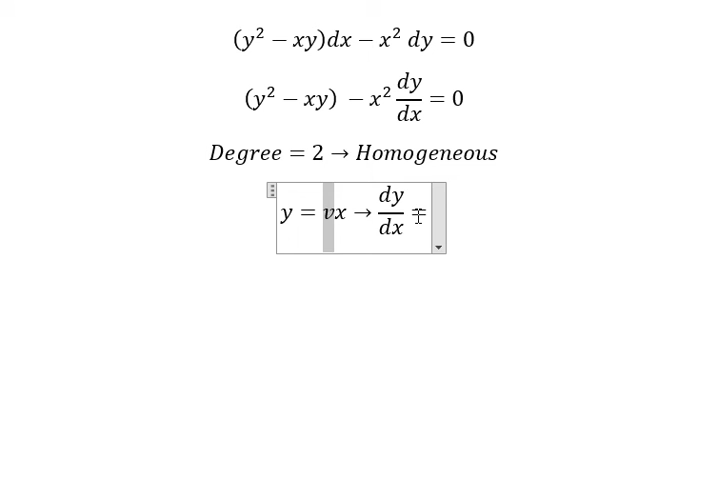 (y² − xy)dx − x² dy = 0
(y² − xy) − x² dy/dx = 0
Degree = 2 → Homogeneous
y = vx → dy/dx =